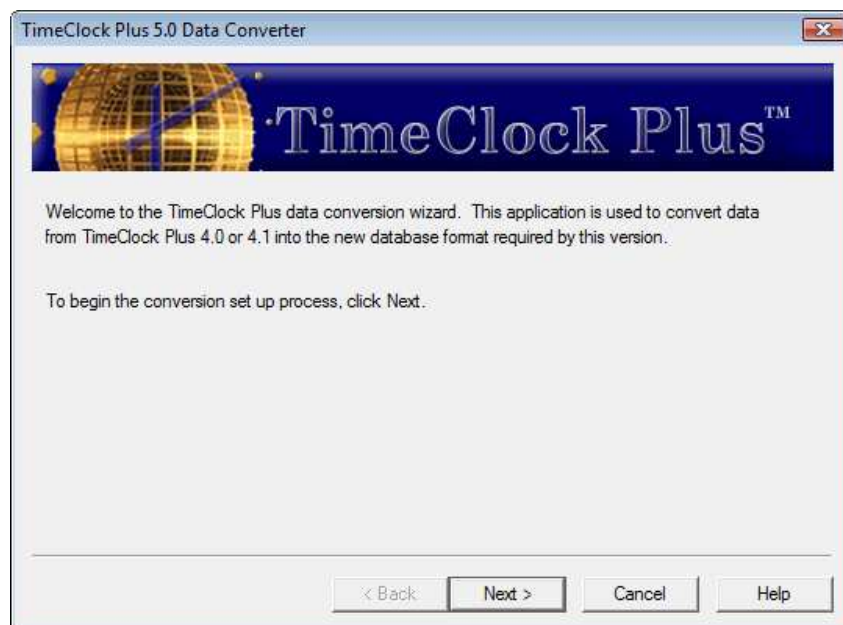 TimeClock Plus 5.0 Data Converter
TimeClock Plus™
Welcome to the TimeClock Plus data conversion wizard. This application is used to convert data
from TimeClock Plus 4.0 or 4.1 into the new database format required by this version.
To begin the conversion set up process, click Next.
< Back Next > Cancel Help